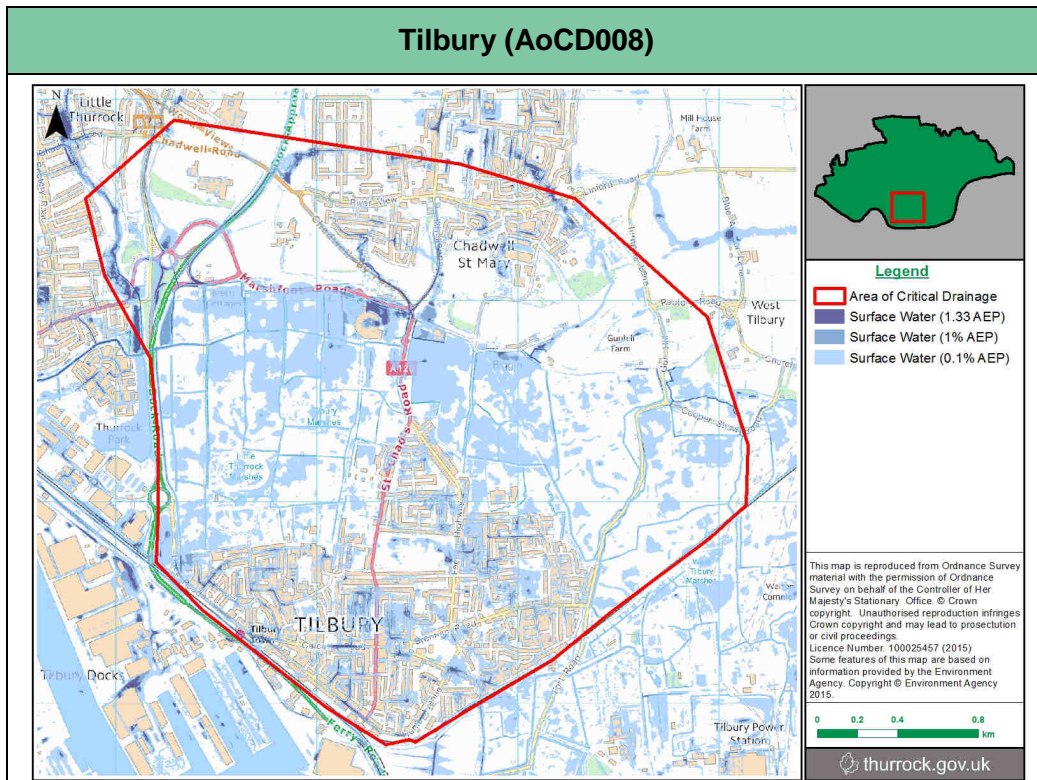 Tilbury (AoCD008)
N
Little
Thurrock
Chadwell Road
Mill House
Farm
Linford Road
River View
Chadwell
St Mary
Marshfoot Road
West
Tilbury
Gunhill
Farm
Thurrock
Park
Little
Thurrock
Marshes
St Chad's Road
TILBURY
Tilbury Docks
Tilbury Power
Station
Legend
Area of Critical Drainage
Surface Water (1.33 AEP)
Surface Water (1% AEP)
Surface Water (0.1% AEP)
This map is reproduced from Ordnance Survey
material with the permission of Ordnance
Survey on behalf of the Controller of Her
Majesty's Stationary Office. © Crown
copyright. Unauthorised reproduction infringes
Crown copyright and may lead to prosecution
or civil proceedings.
Licence Number. 100025457 (2015)
Some features of this map are based on
information provided by the Environment
Agency. Copyright © Environment Agency
2015.
0 0.2 0.4 0.8
km
thurrock.gov.uk